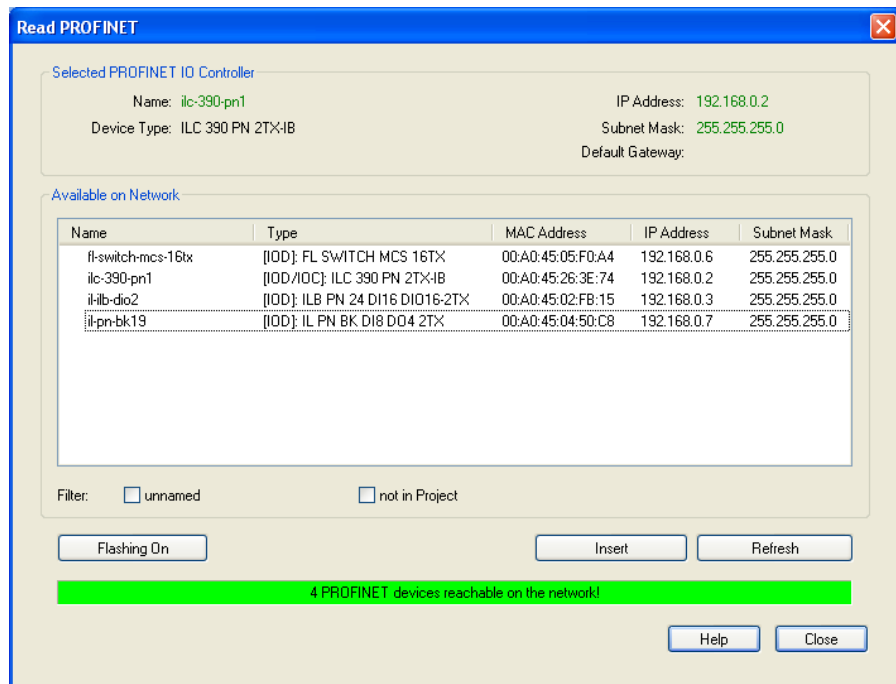 Read PROFINET
Selected PROFINET IO Controller
Name: ilc-390-pn1 IP Address: 192.168.0.2
Device Type: ILC 390 PN 2TX-IB Subnet Mask: 255.255.255.0
Default Gateway:
Available on Network
Name Type MAC Address IP Address Subnet Mask
fl-switch-mcs-16tx [IOD]: FL SWITCH MCS 16TX 00:A0:45:05:F0:A4 192.168.0.6 255.255.255.0
ilc-390-pn1 [IOD/IOC]: ILC 390 PN 2TX-IB 00:A0:45:26:3E:74 192.168.0.2 255.255.255.0
il-ilb-dio2 [IOD]: ILB PN 24 DI16 DIO16-2TX 00:A0:45:02:FB:15 192.168.0.3 255.255.255.0
il-pn-bk19 [IOD]: IL PN BK DI8 DO4 2TX 00:A0:45:04:50:C8 192.168.0.7 255.255.255.0
Filter: unnamed not in Project
Flashing On Insert Refresh
4 PROFINET devices reachable on the network!
Help Close